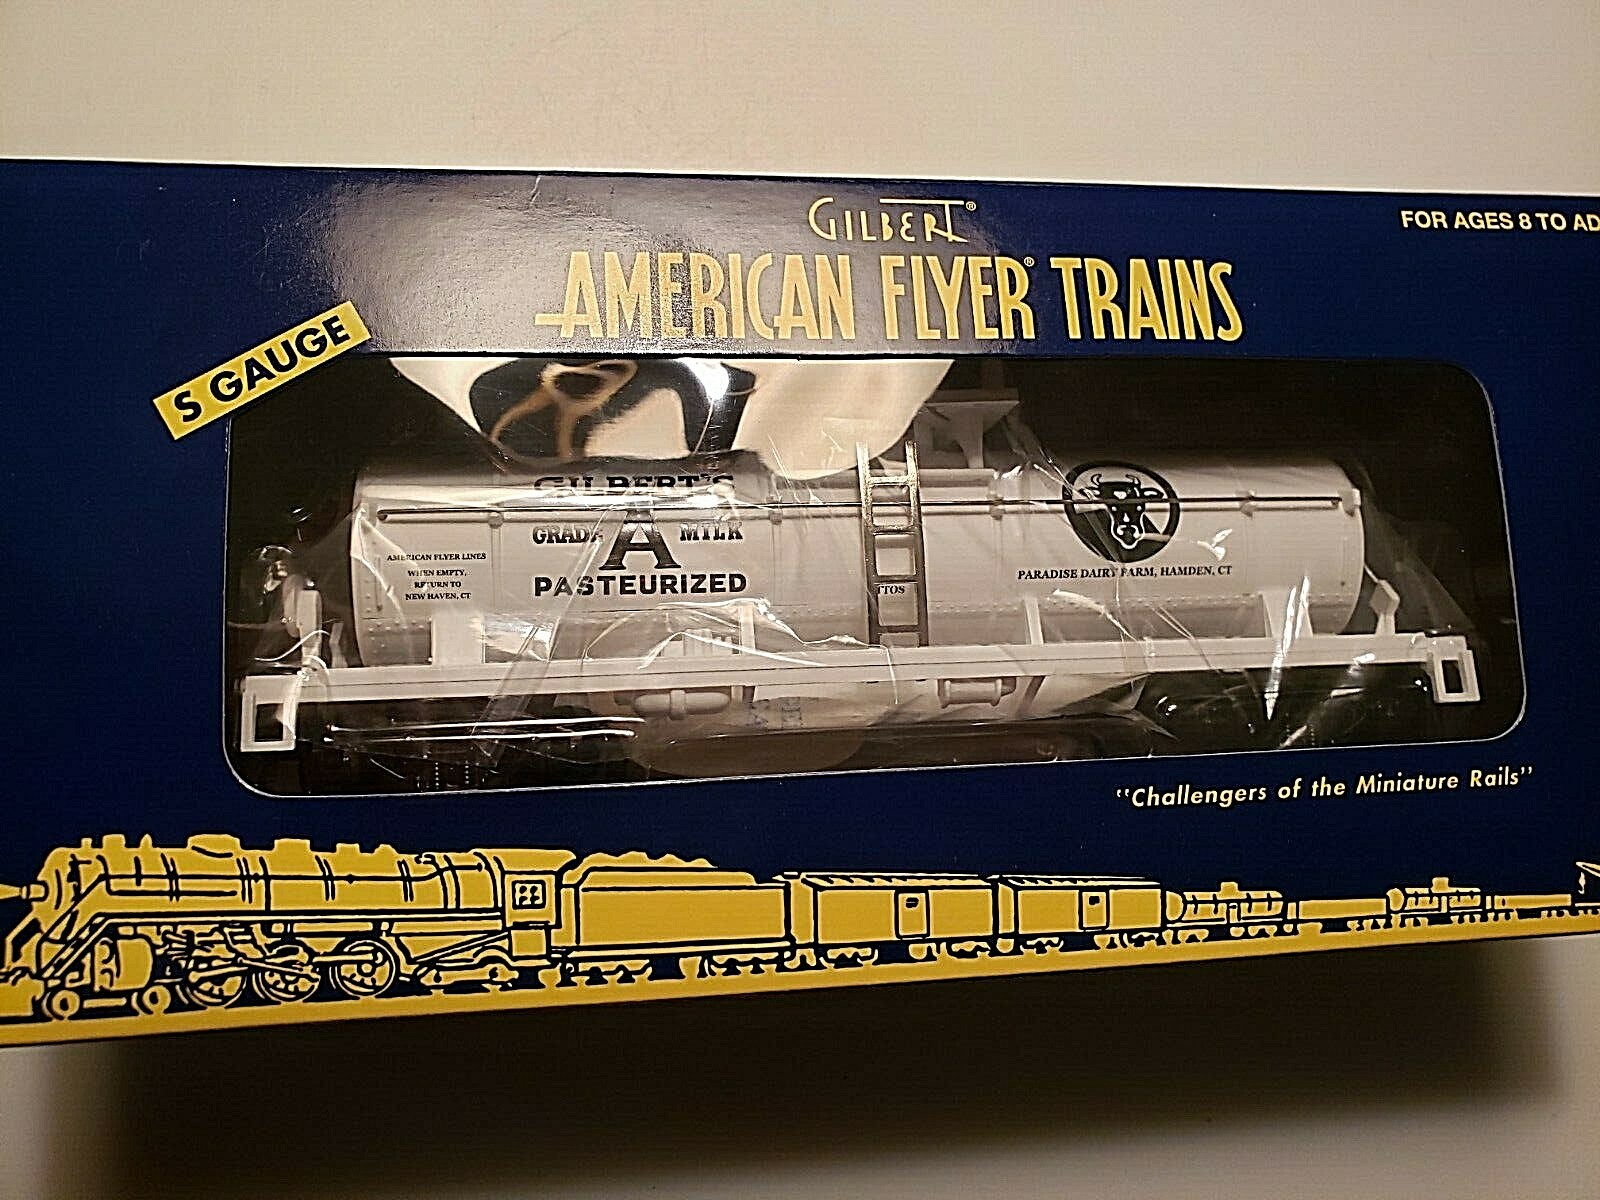 GILBERT®
AMERICAN FLYER® TRAINS
FOR AGES 8 TO AD
S GAUGE
GILBERT'S
GRADE A MILK
PASTEURIZED
AMERICAN FLYER LINES
WHEN EMPTY,
RETURN TO
NEW HAVEN, CT
TTOS
PARADISE DAIRY FARM, HAMDEN, CT
"Challengers of the Miniature Rails"